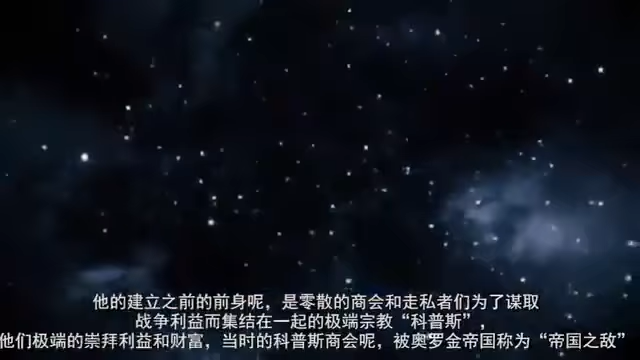 他的建立之前的前身呢，是零散的商会和走私者们为了谋取
战争利益而集结在一起的极端宗教“科普斯”，
他们极端的崇拜利益和财富，当时的科普斯商会呢，被奥罗金帝国称为“帝国之敌”